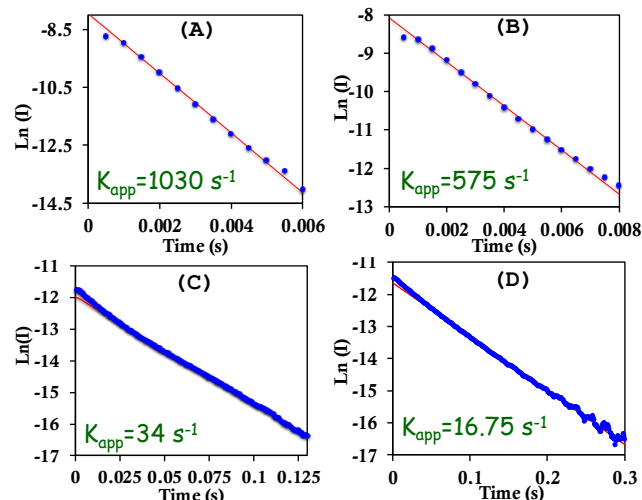 (A)
Ln (I)
-8.5
-10.5
-12.5
-14.5
K_app=1030 s⁻¹
0 0.002 0.004 0.006
Time (s)
(B)
Ln (I)
-8
-9
-10
-11
-12
-13
K_app=575 s⁻¹
0 0.002 0.004 0.006 0.008
Time (s)
(C)
Ln(I)
-11
-12
-13
-14
-15
-16
-17
K_app=34 s⁻¹
0 0.025 0.05 0.075 0.1 0.125
Time (s)
(D)
Ln (I)
-11
-12
-13
-14
-15
-16
-17
K_app=16.75 s⁻¹
0 0.1 0.2 0.3
Time (s)